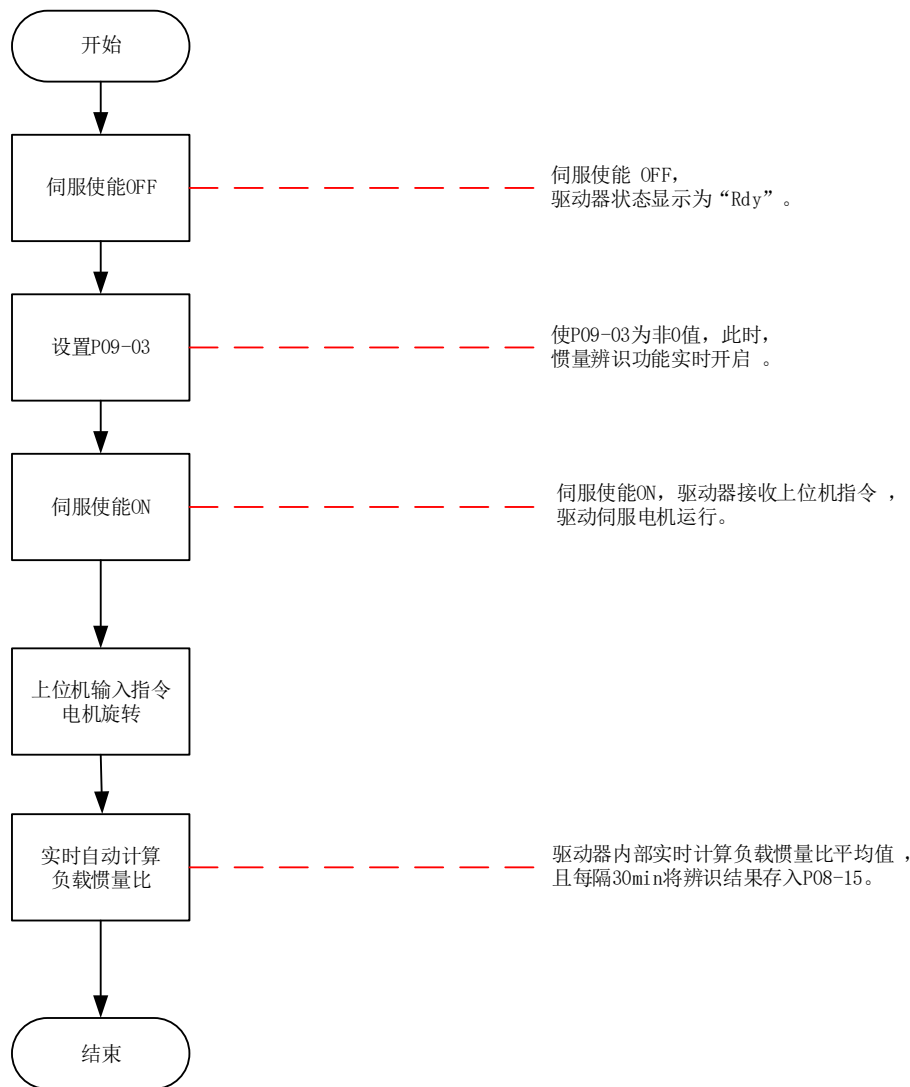 开始
伺服使能OFF
伺服使能 OFF，
驱动器状态显示为“Rdy”。
设置P09-03
使P09-03为非0值，此时，
惯量辨识功能实时开启 。
伺服使能ON
伺服使能ON，驱动器接收上位机指令 ，
驱动伺服电机运行。
上位机输入指令
电机旋转
实时自动计算
负载惯量比
驱动器内部实时计算负载惯量比平均值 ，
且每隔30min将辨识结果存入P08-15。
结束